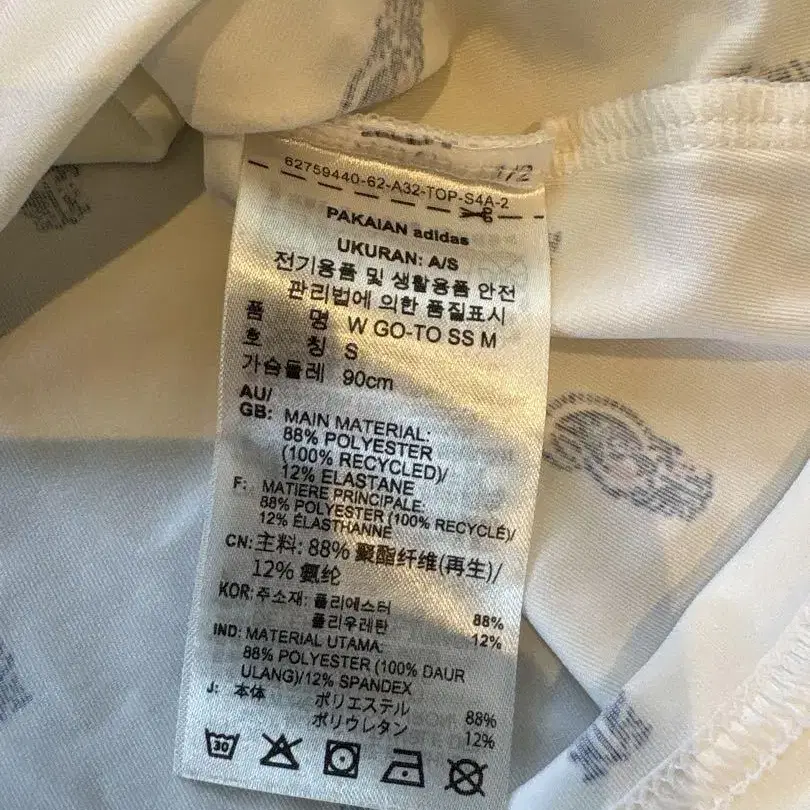 1/2
62759440-62-A32-TOP-S4A-2
PAKAIAN adidas
UKURAN: A/S
전기용품 및 생활용품 안전
관리법에 의한 품질표시
품 명 W GO-TO SS M
호 칭 S
가슴둘레 90cm
AU/
GB: MAIN MATERIAL:
88% POLYESTER
(100% RECYCLED)/
12% ELASTANE
F: MATIERE PRINCIPALE:
88% POLYESTER (100% RECYCLÉ)/
12% ÉLASTHANNE
CN: 主料: 88% 聚酯纤维(再生)/
12% 氨纶
KOR: 주소재: 폴리에스터 88%
폴리우레탄 12%
IND: MATERIAL UTAMA:
88% POLYESTER (100% DAUR
ULANG)/12% SPANDEX
J: 本体 ポリエステル 88%
ポリウレタン 12%
30